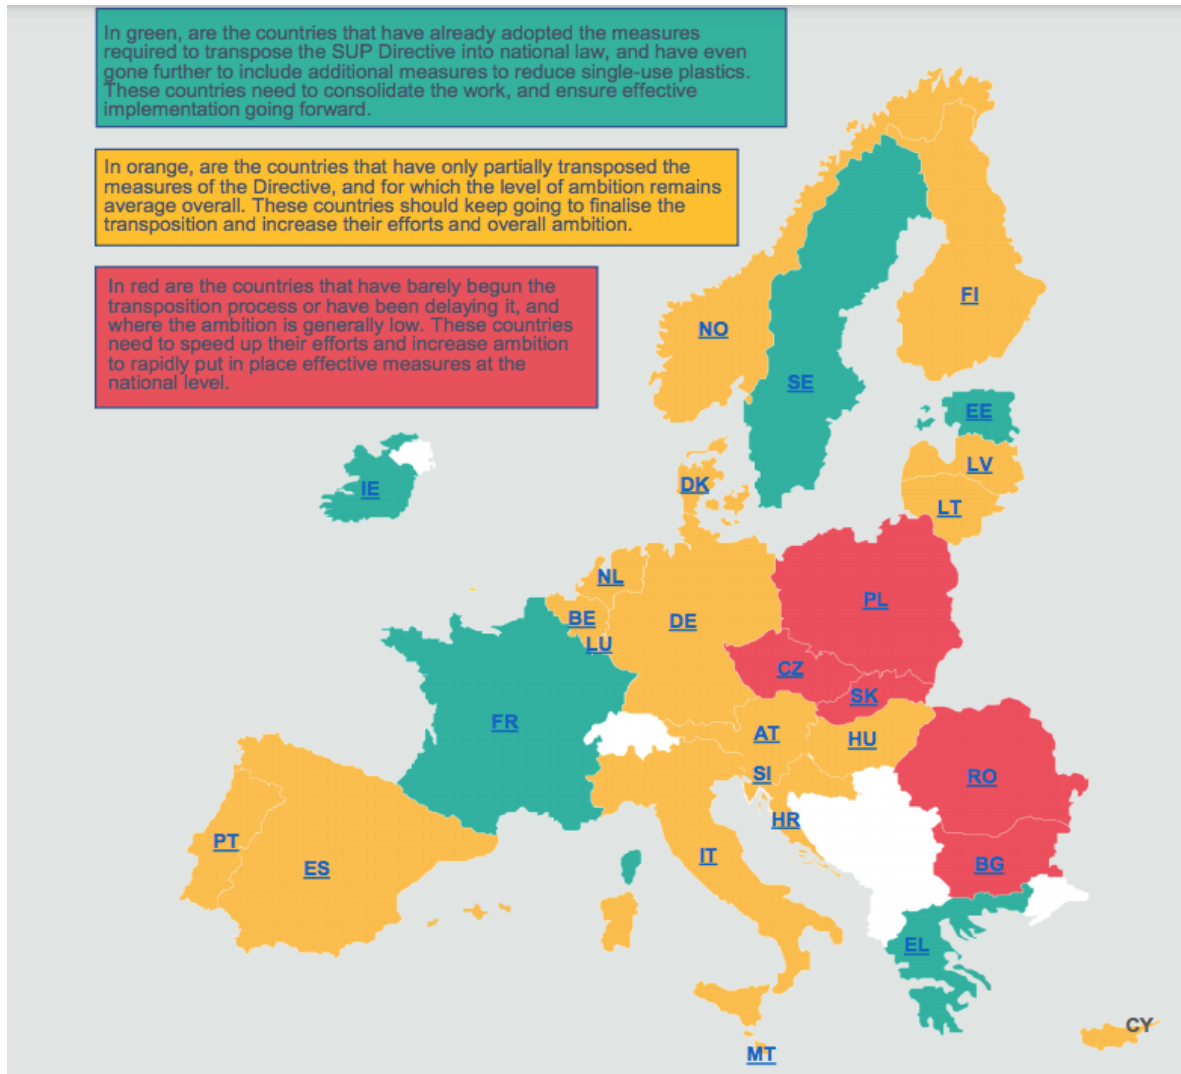 In green, are the countries that have already adopted the measures
required to transpose the SUP Directive into national law, and have even
gone further to include additional measures to reduce single-use plastics.
These countries need to consolidate the work, and ensure effective
implementation going forward.
In orange, are the countries that have only partially transposed the
measures of the Directive, and for which the level of ambition remains
average overall. These countries should keep going to finalise the
transposition and increase their efforts and overall ambition.
In red are the countries that have barely begun the
transposition process or have been delaying it, and
where the ambition is generally low. These countries
need to speed up their efforts and increase ambition
to rapidly put in place effective measures at the
national level.
FI
NO
SE
EE
LV
DK
IE
LT
NL
PL
BE
DE
LU
CZ
SK
FR
AT
HU
SI
RO
HR
PT
IT
ES
BG
EL
CY
MT